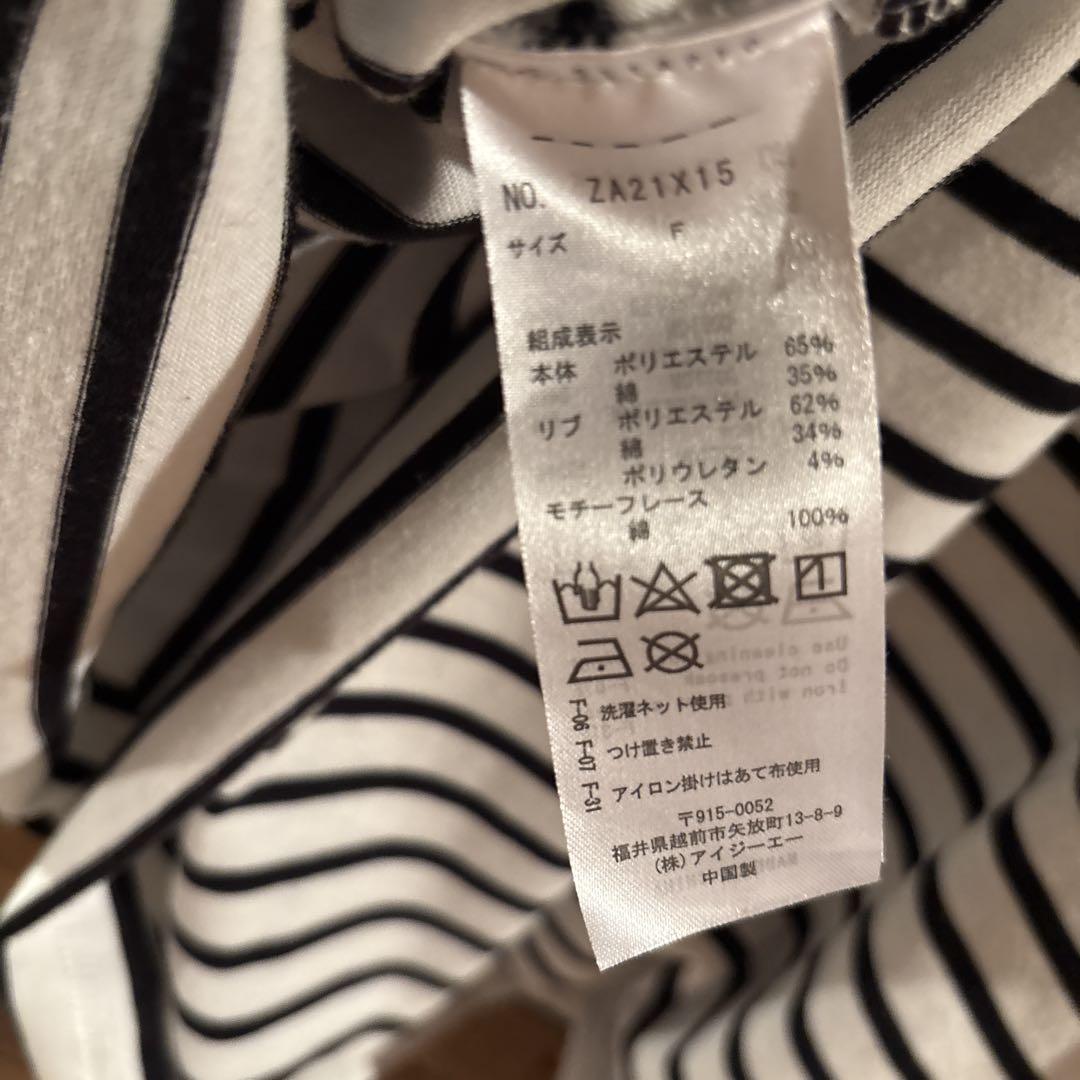 NO. ZA21X15
サイズ F
組成表示
本体 ポリエステル 65%
綿 35%
リブ ポリエステル 62%
綿 34%
ポリウレタン 4%
モチーフレース
綿 100%
F-06 洗濯ネット使用
F-07 つけ置き禁止
F-31 アイロン掛けはあて布使用
〒915-0052
福井県越前市矢放町13-8-9
(株)アイジーエー
中国製